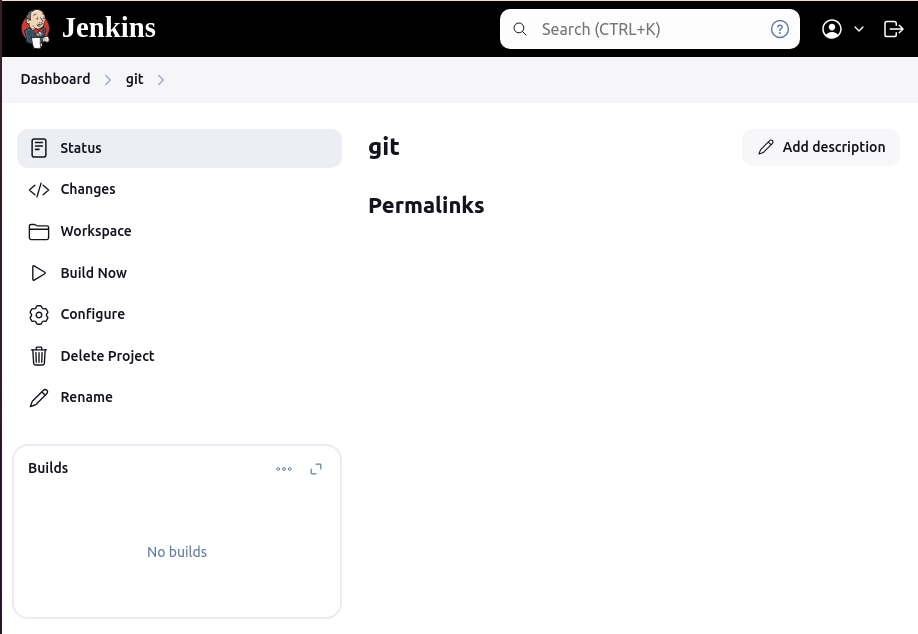 Jenkins
Search (CTRL+K)
Dashboard
git
Status
Changes
Workspace
Build Now
Configure
Delete Project
Rename
Builds
No builds
git
Add description
Permalinks